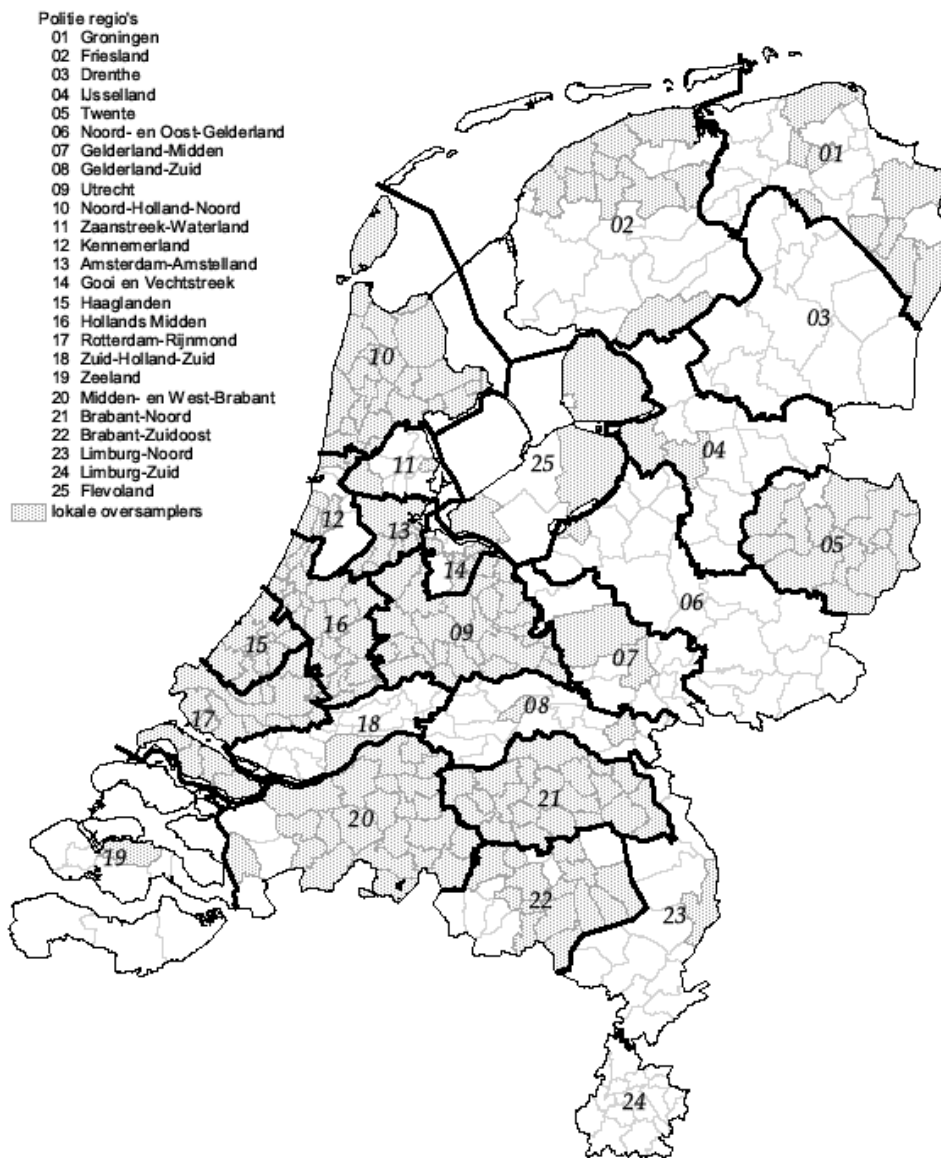 Politie regio's
01 Groningen
02 Friesland
03 Drenthe
04 IJsselland
05 Twente
06 Noord- en Oost-Gelderland
07 Gelderland-Midden
08 Gelderland-Zuid
09 Utrecht
10 Noord-Holland-Noord
11 Zaanstreek-Waterland
12 Kennemerland
13 Amsterdam-Amstelland
14 Gooi en Vechtstreek
15 Haaglanden
16 Hollands Midden
17 Rotterdam-Rijnmond
18 Zuid-Holland-Zuid
19 Zeeland
20 Midden- en West-Brabant
21 Brabant-Noord
22 Brabant-Zuidoost
23 Limburg-Noord
24 Limburg-Zuid
25 Flevoland
lokale oversamplers
01
02
03
10
04
11
25
12
13
05
14
06
16
09
15
07
08
17
18
21
20
19
22
23
24